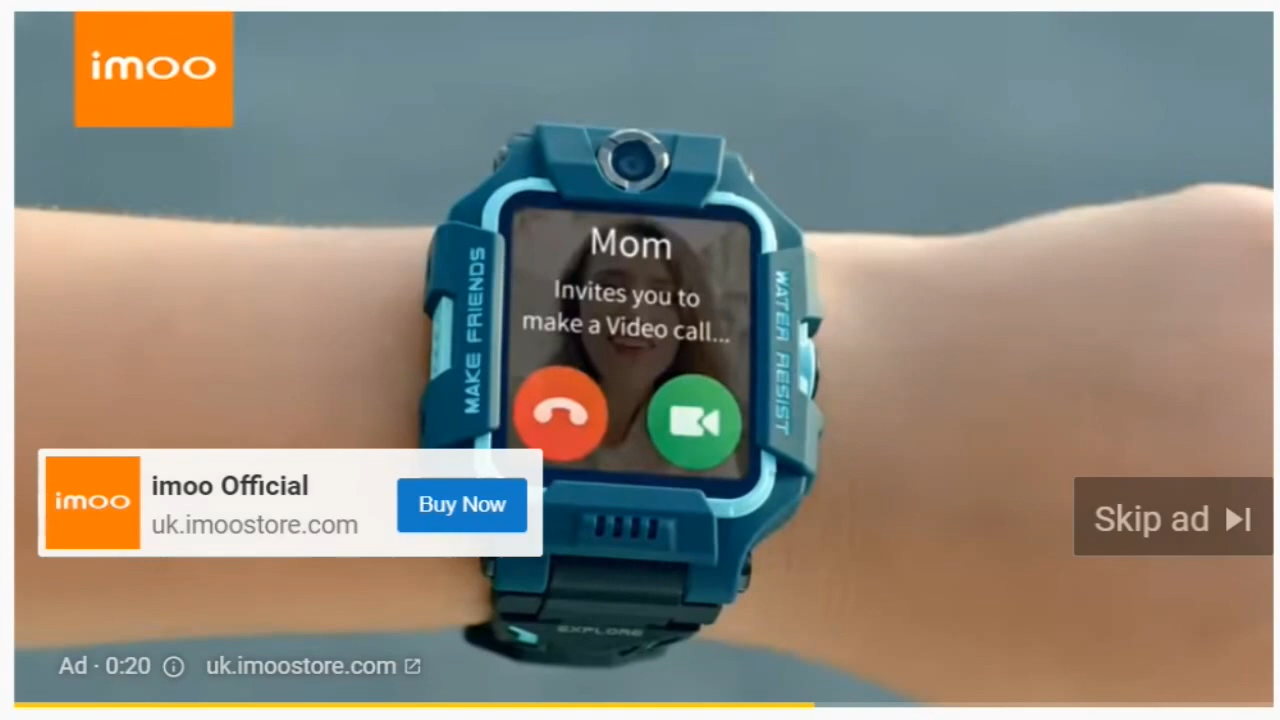 imoo
Mom
Invites you to
make a Video call...
MAKE FRIENDS
WATER RESIST
imoo
imoo Official
uk.imoostore.com
Buy Now
Skip ad
EXPLORE
Ad · 0:20
uk.imoostore.com